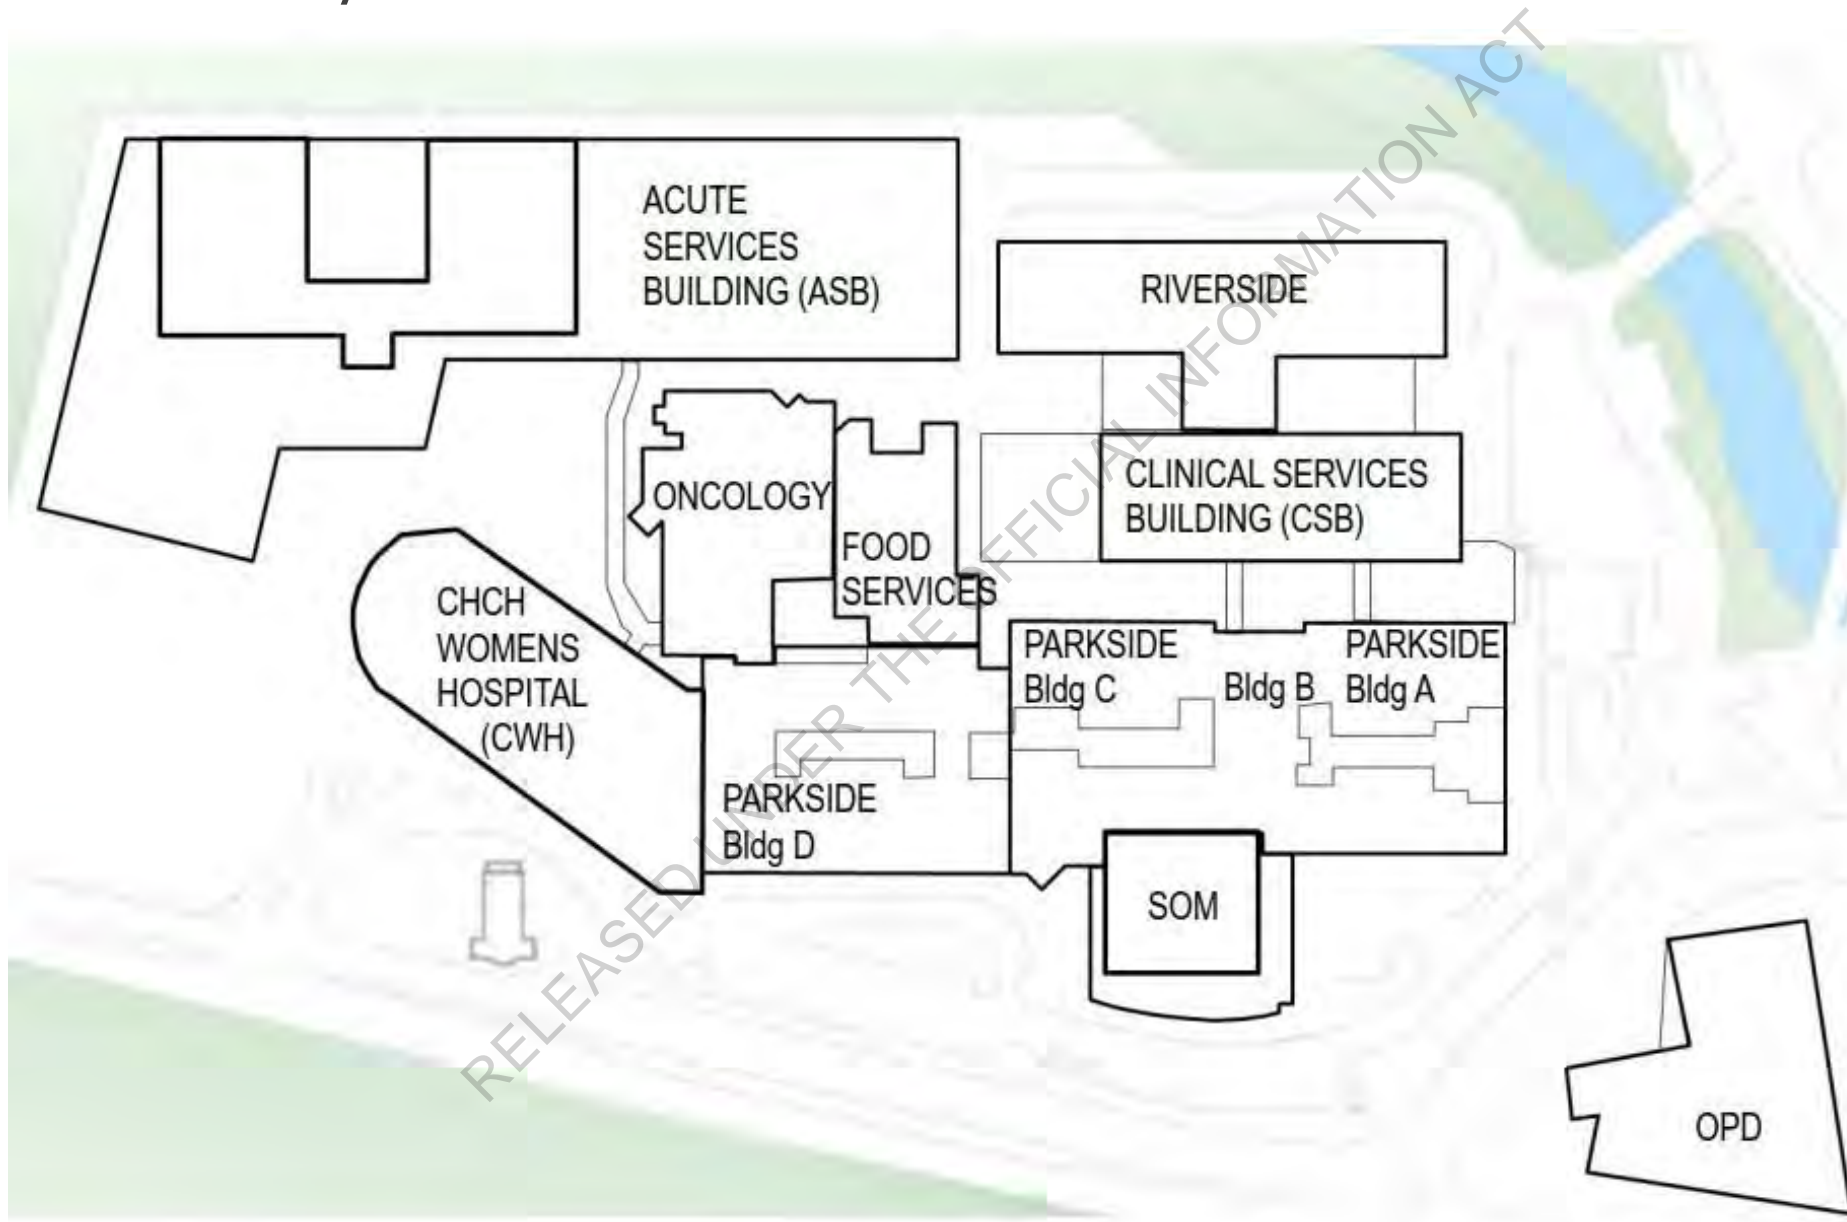 ACUTE
SERVICES
BUILDING (ASB)
RIVERSIDE
CLINICAL SERVICES
BUILDING (CSB)
ONCOLOGY
FOOD
SERVICES
CHCH
WOMENS
HOSPITAL
(CWH)
PARKSIDE
Bldg C
Bldg B
PARKSIDE
Bldg A
PARKSIDE
Bldg D
SOM
OPD
RELEASED UNDER THE OFFICIAL INFORMATION ACT